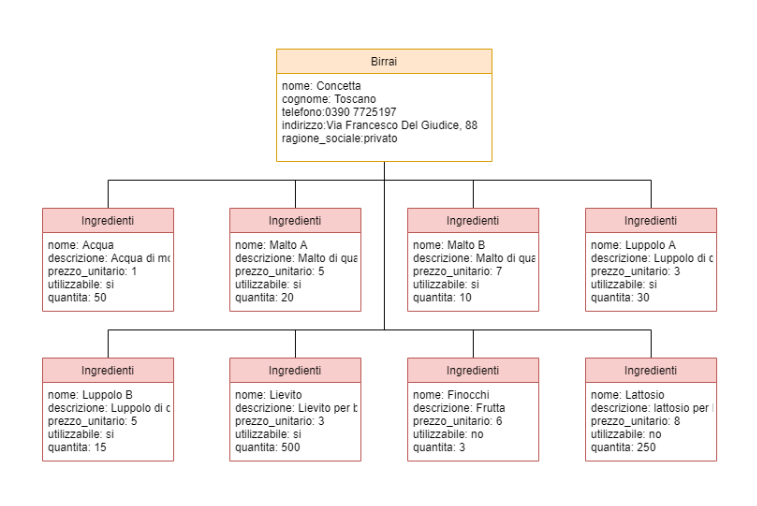 Birrai
nome: Concetta
cognome: Toscano
telefono:0390 7725197
indirizzo:Via Francesco Del Giudice, 88
ragione_sociale:privato
Ingredienti
nome: Acqua
descrizione: Acqua di
prezzo_unitario: 1
utilizzabile: si
quantita: 50
Ingredienti
nome: Malto A
descrizione: Malto di
prezzo_unitario: 5
utilizzabile: si
quantita: 20
Ingredienti
nome: Malto B
descrizione: Malto di
prezzo_unitario: 7
utilizzabile: si
quantita: 10
Ingredienti
nome: Luppolo A
descrizione: Luppolo di
prezzo_unitario: 3
utilizzabile: si
quantita: 30
Ingredienti
nome: Luppolo B
descrizione: Luppolo di
prezzo_unitario: 5
utilizzabile: si
quantita: 15
Ingredienti
nome: Lievito
descrizione: Lievito per
prezzo_unitario: 3
utilizzabile: si
quantita: 500
Ingredienti
nome: Finocchi
descrizione: Frutta
prezzo_unitario: 6
utilizzabile: no
quantita: 3
Ingredienti
nome: Lattosio
descrizione: lattosio per
prezzo_unitario: 8
utilizzabile: no
quantita: 250